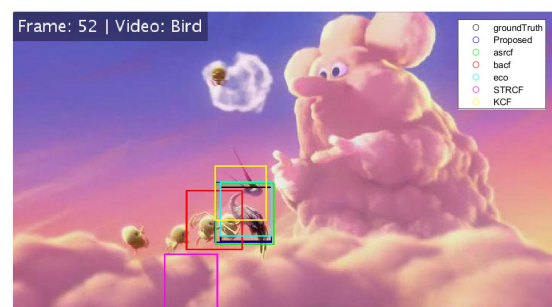 Frame: 52 | Video: Bird
groundTruth
Proposed
asrcf
bacf
eco
STRCF
KCF